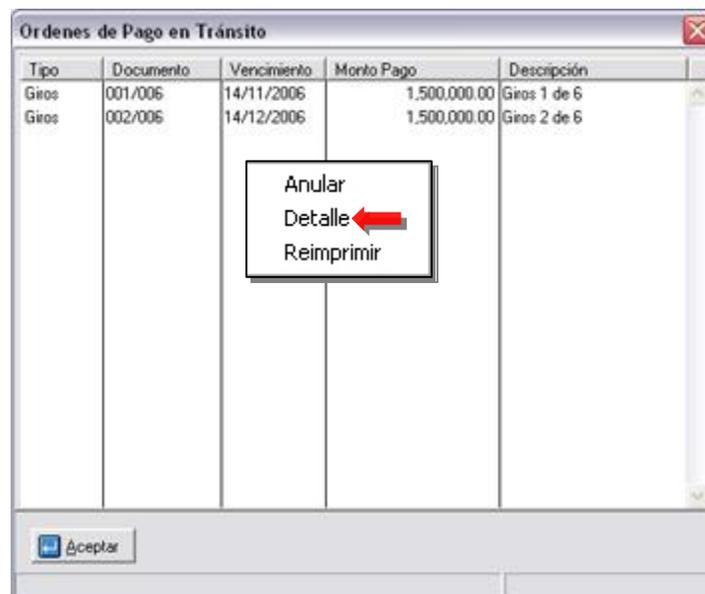 Ordenes de Pago en Tránsito
Tipo Documento Vencimiento Monto Pago Descripción
Giros 001/006 14/11/2006 1,500,000.00 Giros 1 de 6
Giros 002/006 14/12/2006 1,500,000.00 Giros 2 de 6
Anular
Detalle
Reimprimir
Aceptar